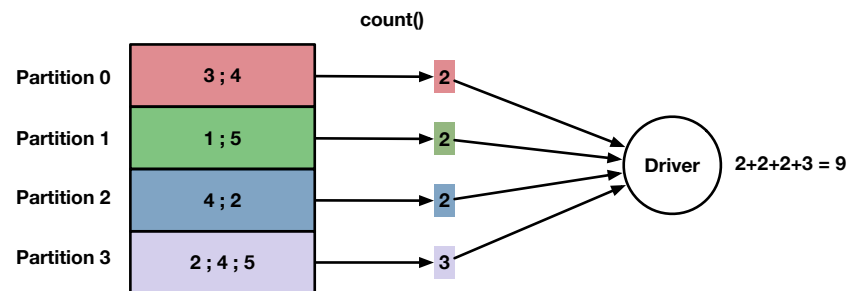 count()
Partition 0 3 ; 4 2
Partition 1 1 ; 5 2
Driver 2+2+2+3 = 9
Partition 2 4 ; 2 2
Partition 3 2 ; 4 ; 5 3